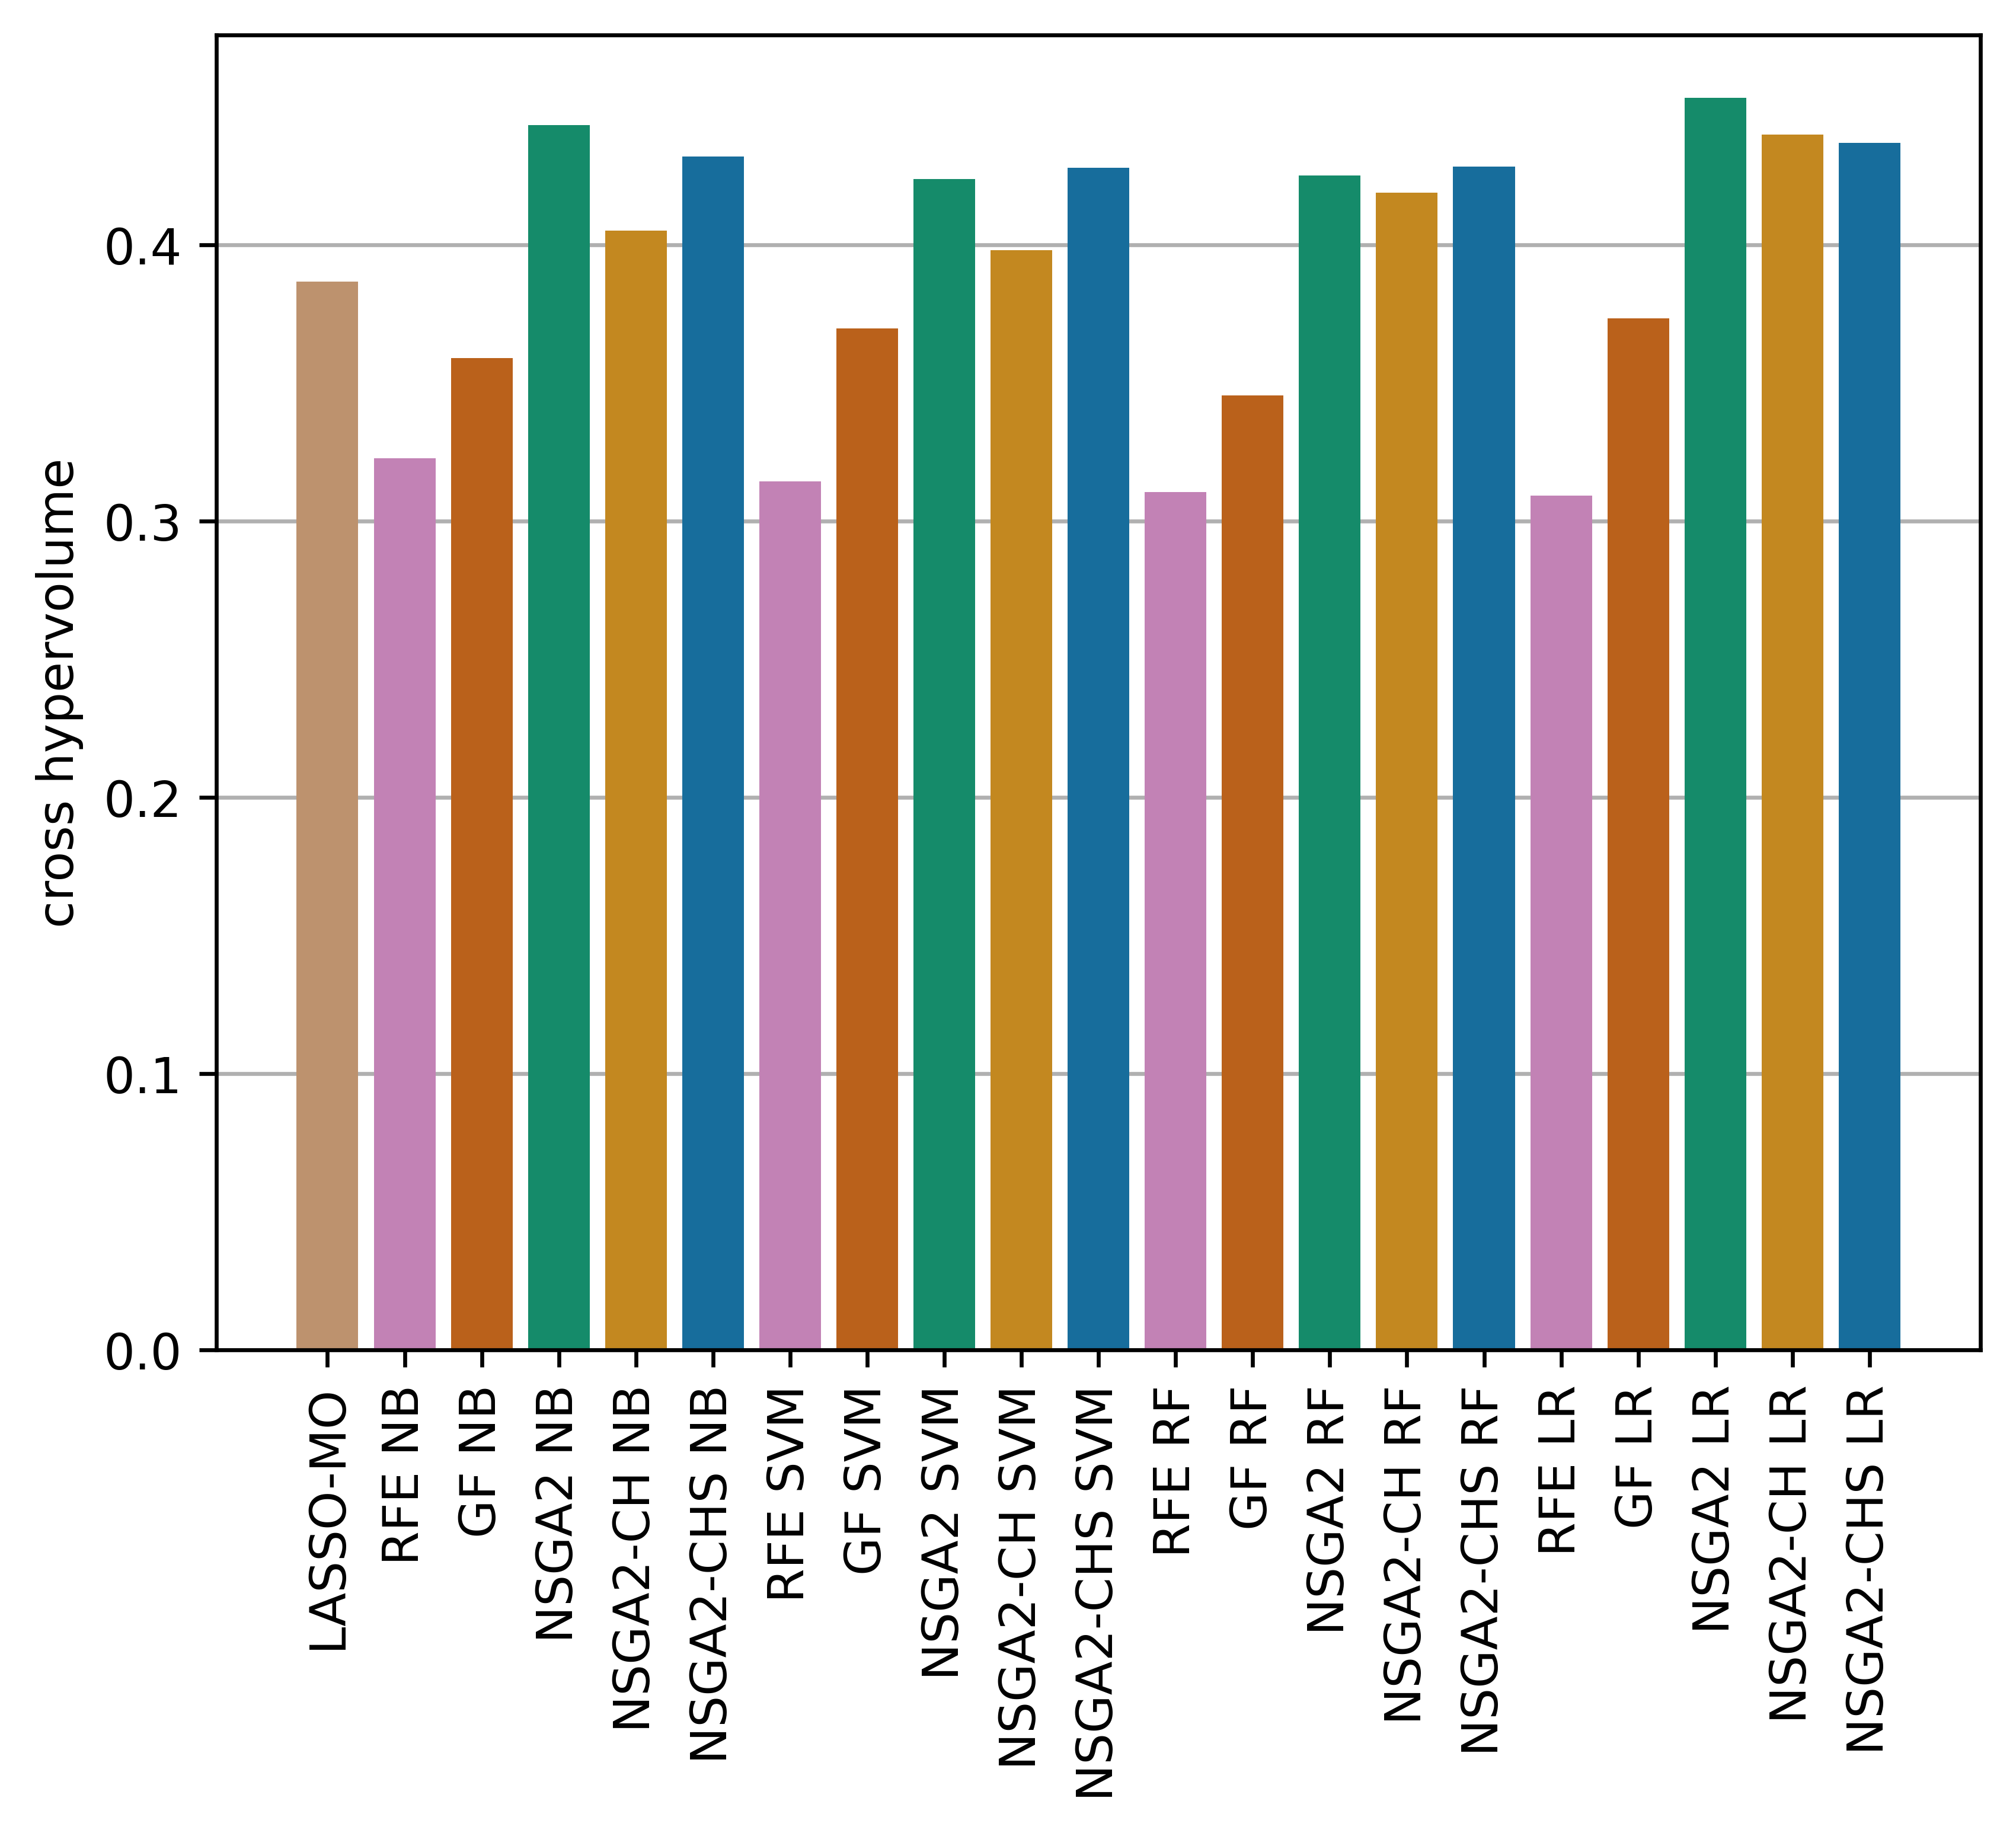 cross hypervolume
0.4
0.3
0.2
0.1
0.0
LASSO-MO
RFE NB
GF NB
NSGA2 NB
NSGA2-CH NB
NSGA2-CHS NB
RFE SVM
GF SVM
NSGA2 SVM
NSGA2-CH SVM
NSGA2-CHS SVM
RFE RF
GF RF
NSGA2 RF
NSGA2-CH RF
NSGA2-CHS RF
RFE LR
GF LR
NSGA2 LR
NSGA2-CH LR
NSGA2-CHS LR